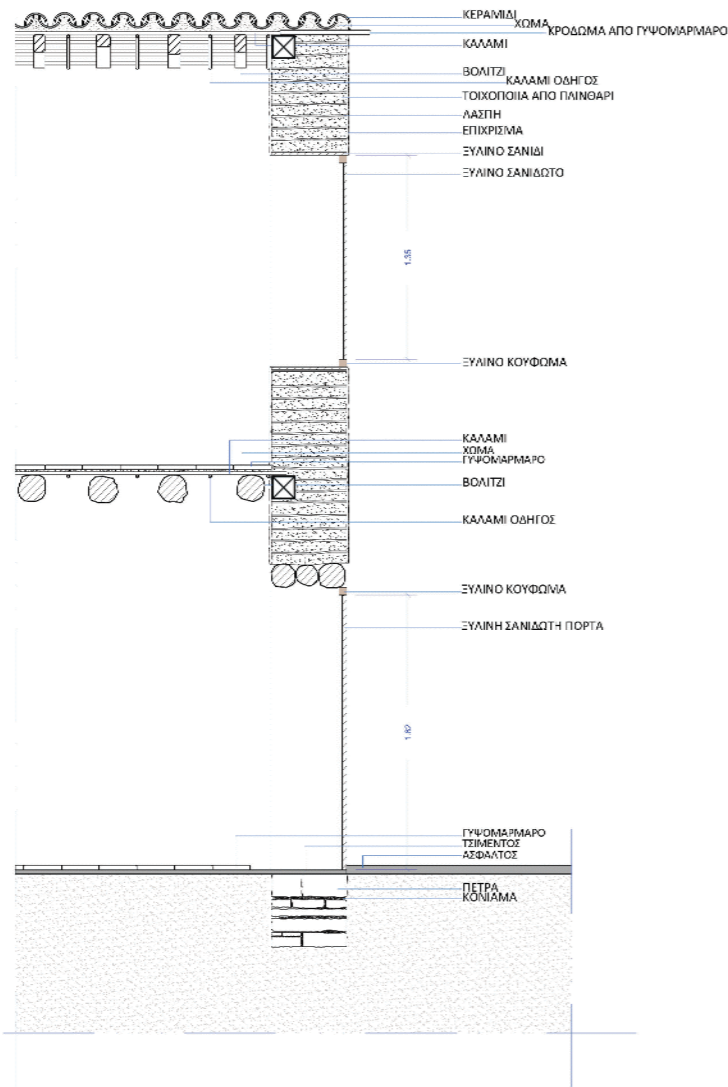 ΚΕΡΑΜΙΔΙ
ΧΩΜΑ
ΚΡΟΔΩΜΑ ΑΠΟ ΓΥΨΟΜΑΡΜΑΡΟ
ΚΑΛΑΜΙ
ΒΟΛΙΤΖΙ
ΚΑΛΑΜΙ ΟΔΗΓΟΣ
ΤΟΙΧΟΠΟΙΙΑ ΑΠΟ ΠΛΙΝΘΑΡΙ
ΛΑΣΠΗ
ΕΠΙΧΡΙΣΜΑ
ΞΥΛΙΝΟ ΣΑΝΙΔΙ
ΞΥΛΙΝΟ ΣΑΝΙΔΩΤΟ
1.35
ΞΥΛΙΝΟ ΚΟΥΦΩΜΑ
ΚΑΛΑΜΙ
ΧΩΜΑ
ΓΥΨΟΜΑΡΜΑΡΟ
ΒΟΛΙΤΖΙ
ΚΑΛΑΜΙ ΟΔΗΓΟΣ
ΞΥΛΙΝΟ ΚΟΥΦΩΜΑ
ΞΥΛΙΝΗ ΣΑΝΙΔΩΤΗ ΠΟΡΤΑ
1.82
ΓΥΨΟΜΑΡΜΑΡΟ
ΤΣΙΜΕΝΤΟΣ
ΑΣΦΑΛΤΟΣ
ΠΕΤΡΑ
ΚΟΝΙΑΜΑ